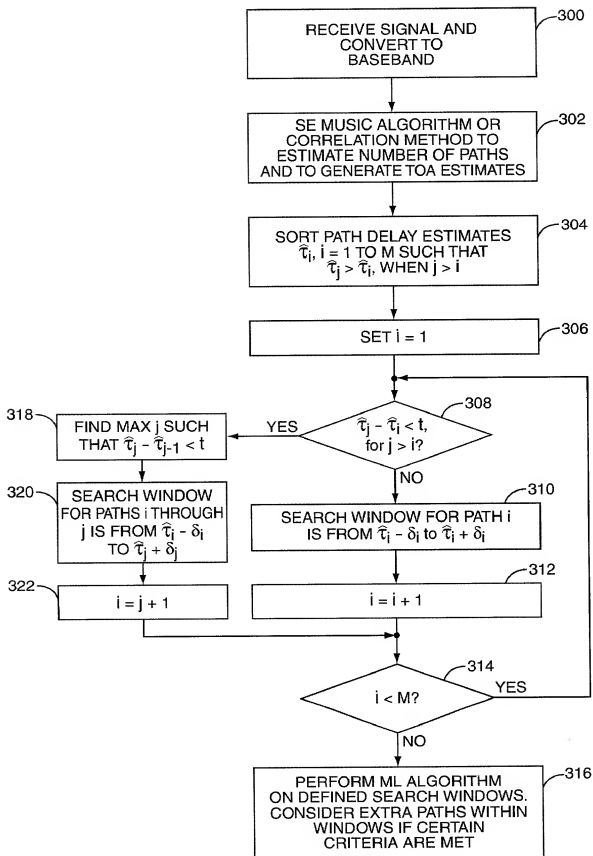 300
RECEIVE SIGNAL AND
CONVERT TO
BASEBAND
302
SE MUSIC ALGORITHM OR
CORRELATION METHOD TO
ESTIMATE NUMBER OF PATHS
AND TO GENERATE TOA ESTIMATES
304
SORT PATH DELAY ESTIMATES
τ̂i, i = 1 TO M SUCH THAT
τ̂j > τ̂i, WHEN j > i
306
SET i = 1
308
τ̂j - τ̂i < t,
for j > i?
YES
NO
318
FIND MAX j SUCH
THAT τ̂j - τ̂j-1 < t
320
SEARCH WINDOW
FOR PATHS i THROUGH
j IS FROM τ̂i - δi
TO τ̂j + δj
322
i = j + 1
310
SEARCH WINDOW FOR PATH i
IS FROM τ̂i - δi to τ̂i + δi
312
i = i + 1
314
i < M?
YES
NO
316
PERFORM ML ALGORITHM
ON DEFINED SEARCH WINDOWS.
CONSIDER EXTRA PATHS WITHIN
WINDOWS IF CERTAIN
CRITERIA ARE MET